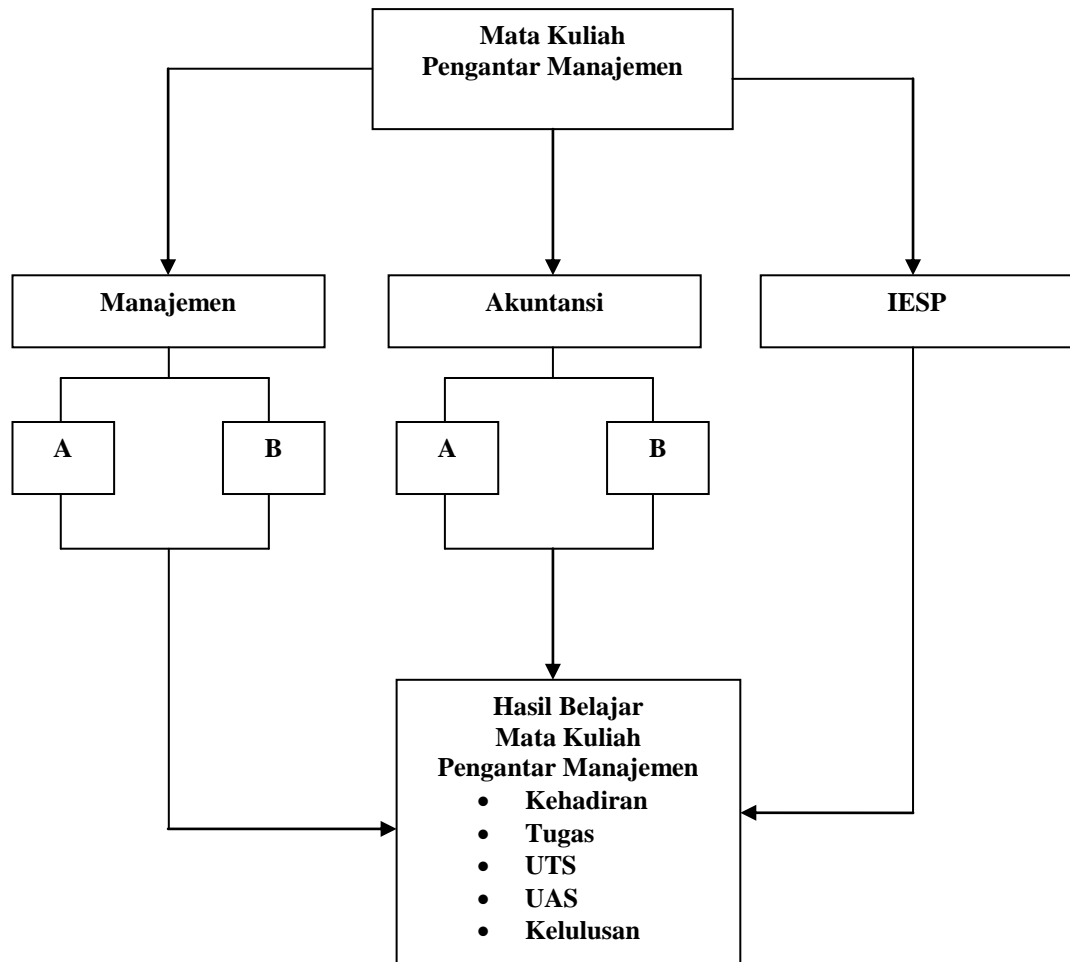 Mata Kuliah
Pengantar Manajemen
Manajemen
Akuntansi
IESP
A
B
A
B
Hasil Belajar
Mata Kuliah
Pengantar Manajemen
• Kehadiran
• Tugas
• UTS
• UAS
• Kelulusan